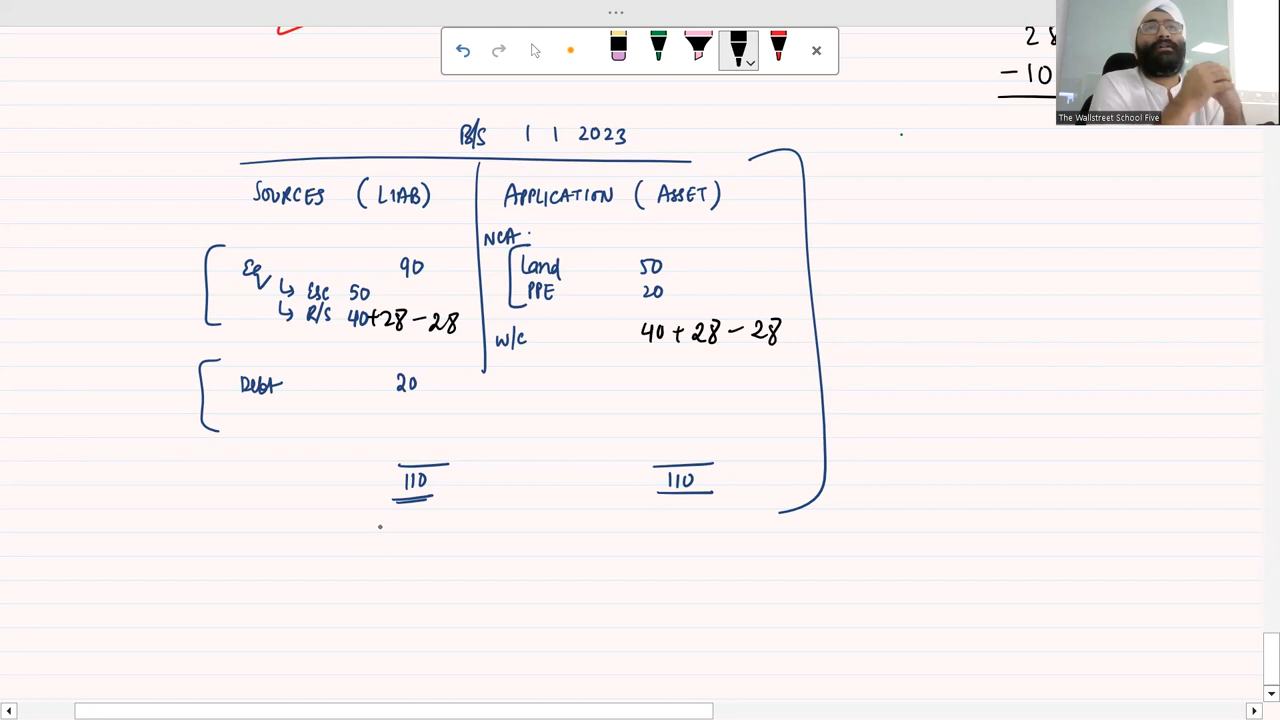 28
-10
The Wallstreet School Five
B/S 1 1 2023
SOURCES (LIAB) APPLICATION (ASSET)
NCA.
Eq 90 Land 50
↳ ESC 50 PPE 20
↳ R/S 40+28-28
W/C 40+28-28
Debt 20
110 110